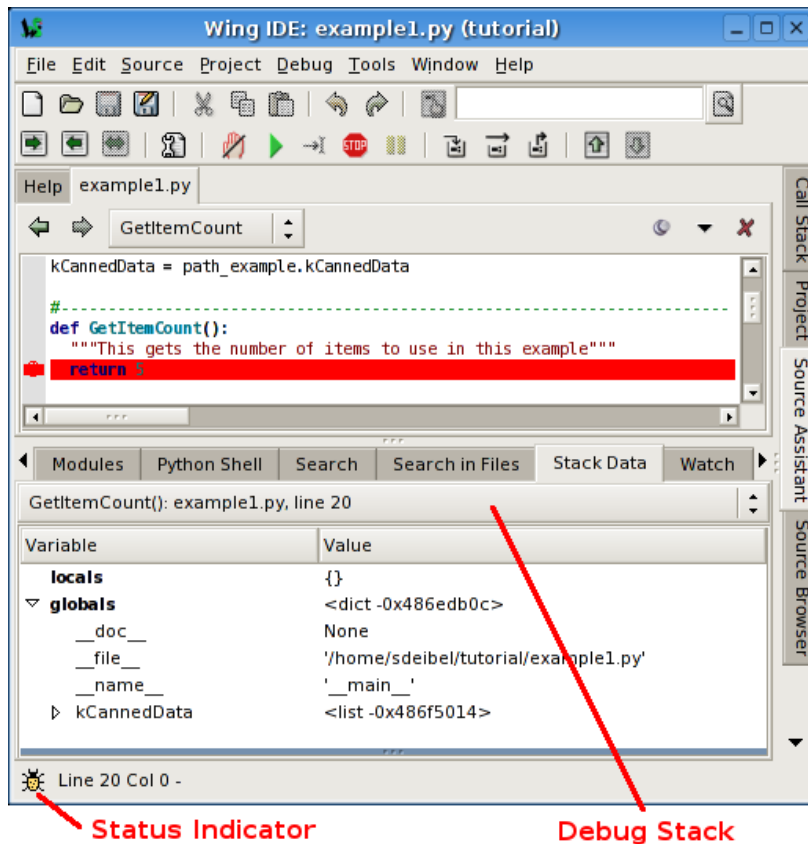 Wing IDE: example1.py (tutorial)
File Edit Source Project Debug Tools Window Help
STOP
Help example1.py
GetItemCount
kCannedData = path_example.kCannedData
#-----------------------------------------------------------------------
def GetItemCount():
"""This gets the number of items to use in this example"""
return 5
Modules Python Shell Search Search in Files Stack Data Watch
GetItemCount(): example1.py, line 20
Variable Value
locals {}
globals <dict -0x486edb0c>
__doc__ None
__file__ '/home/sdeibel/tutorial/example1.py'
__name__ '__main__'
kCannedData <list -0x486f5014>
Line 20 Col 0 -
Call Stack
Project
Source Assistant
Source Browser
Status Indicator
Debug Stack